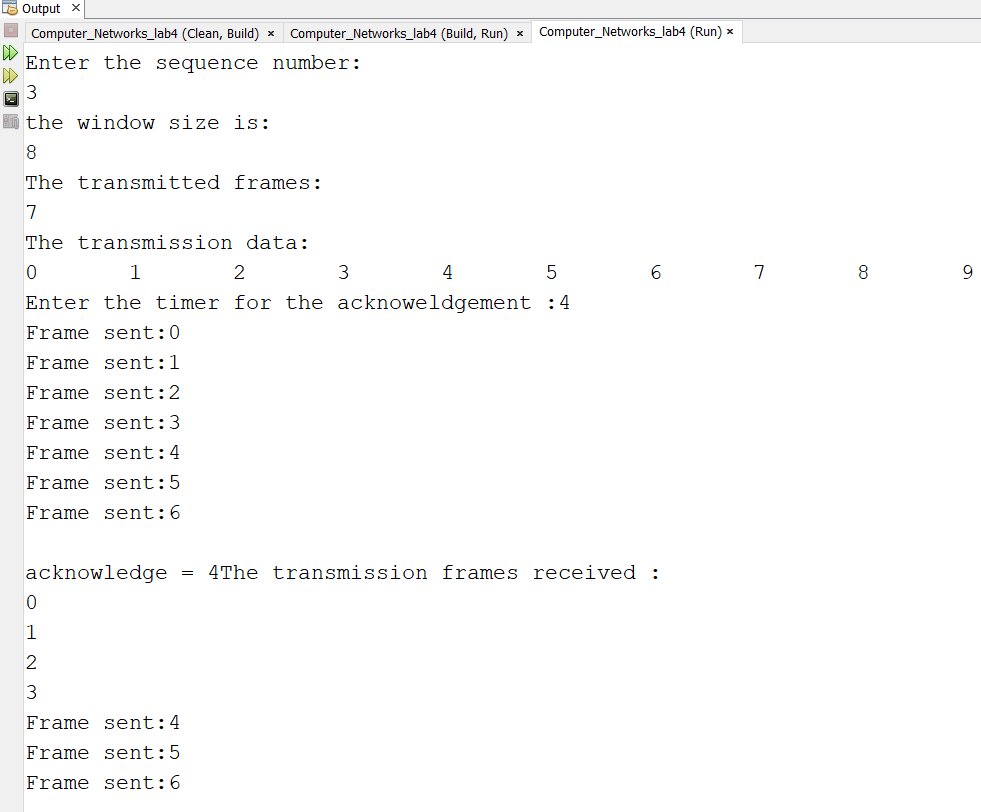 Output ×
Computer_Networks_lab4 (Clean, Build) × Computer_Networks_lab4 (Build, Run) × Computer_Networks_lab4 (Run) ×
Enter the sequence number:
3
the window size is:
8
The transmitted frames:
7
The transmission data:
0 1 2 3 4 5 6 7 8 9
Enter the timer for the acknoweldgement :4
Frame sent:0
Frame sent:1
Frame sent:2
Frame sent:3
Frame sent:4
Frame sent:5
Frame sent:6
acknowledge = 4The transmission frames received :
0
1
2
3
Frame sent:4
Frame sent:5
Frame sent:6